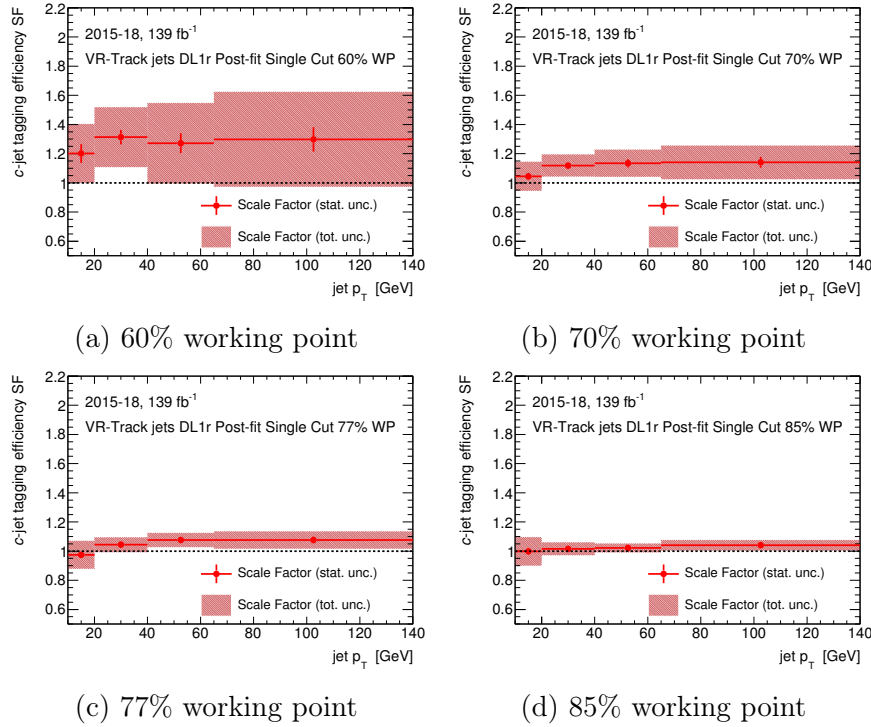 c-jet tagging efficiency SF
2.2
2
1.8
1.6
1.4
1.2
1
0.8
0.6
2015-18, 139 fb⁻¹
VR-Track jets DL1r Post-fit Single Cut 60% WP
Scale Factor (stat. unc.)
Scale Factor (tot. unc.)
20 40 60 80 100 120 140
jet p_T [GeV]
(a) 60% working point
c-jet tagging efficiency SF
2.2
2
1.8
1.6
1.4
1.2
1
0.8
0.6
2015-18, 139 fb⁻¹
VR-Track jets DL1r Post-fit Single Cut 70% WP
Scale Factor (stat. unc.)
Scale Factor (tot. unc.)
20 40 60 80 100 120 140
jet p_T [GeV]
(b) 70% working point
c-jet tagging efficiency SF
2.2
2
1.8
1.6
1.4
1.2
1
0.8
0.6
2015-18, 139 fb⁻¹
VR-Track jets DL1r Post-fit Single Cut 77% WP
Scale Factor (stat. unc.)
Scale Factor (tot. unc.)
20 40 60 80 100 120 140
jet p_T [GeV]
(c) 77% working point
c-jet tagging efficiency SF
2.2
2
1.8
1.6
1.4
1.2
1
0.8
0.6
2015-18, 139 fb⁻¹
VR-Track jets DL1r Post-fit Single Cut 85% WP
Scale Factor (stat. unc.)
Scale Factor (tot. unc.)
20 40 60 80 100 120 140
jet p_T [GeV]
(d) 85% working point